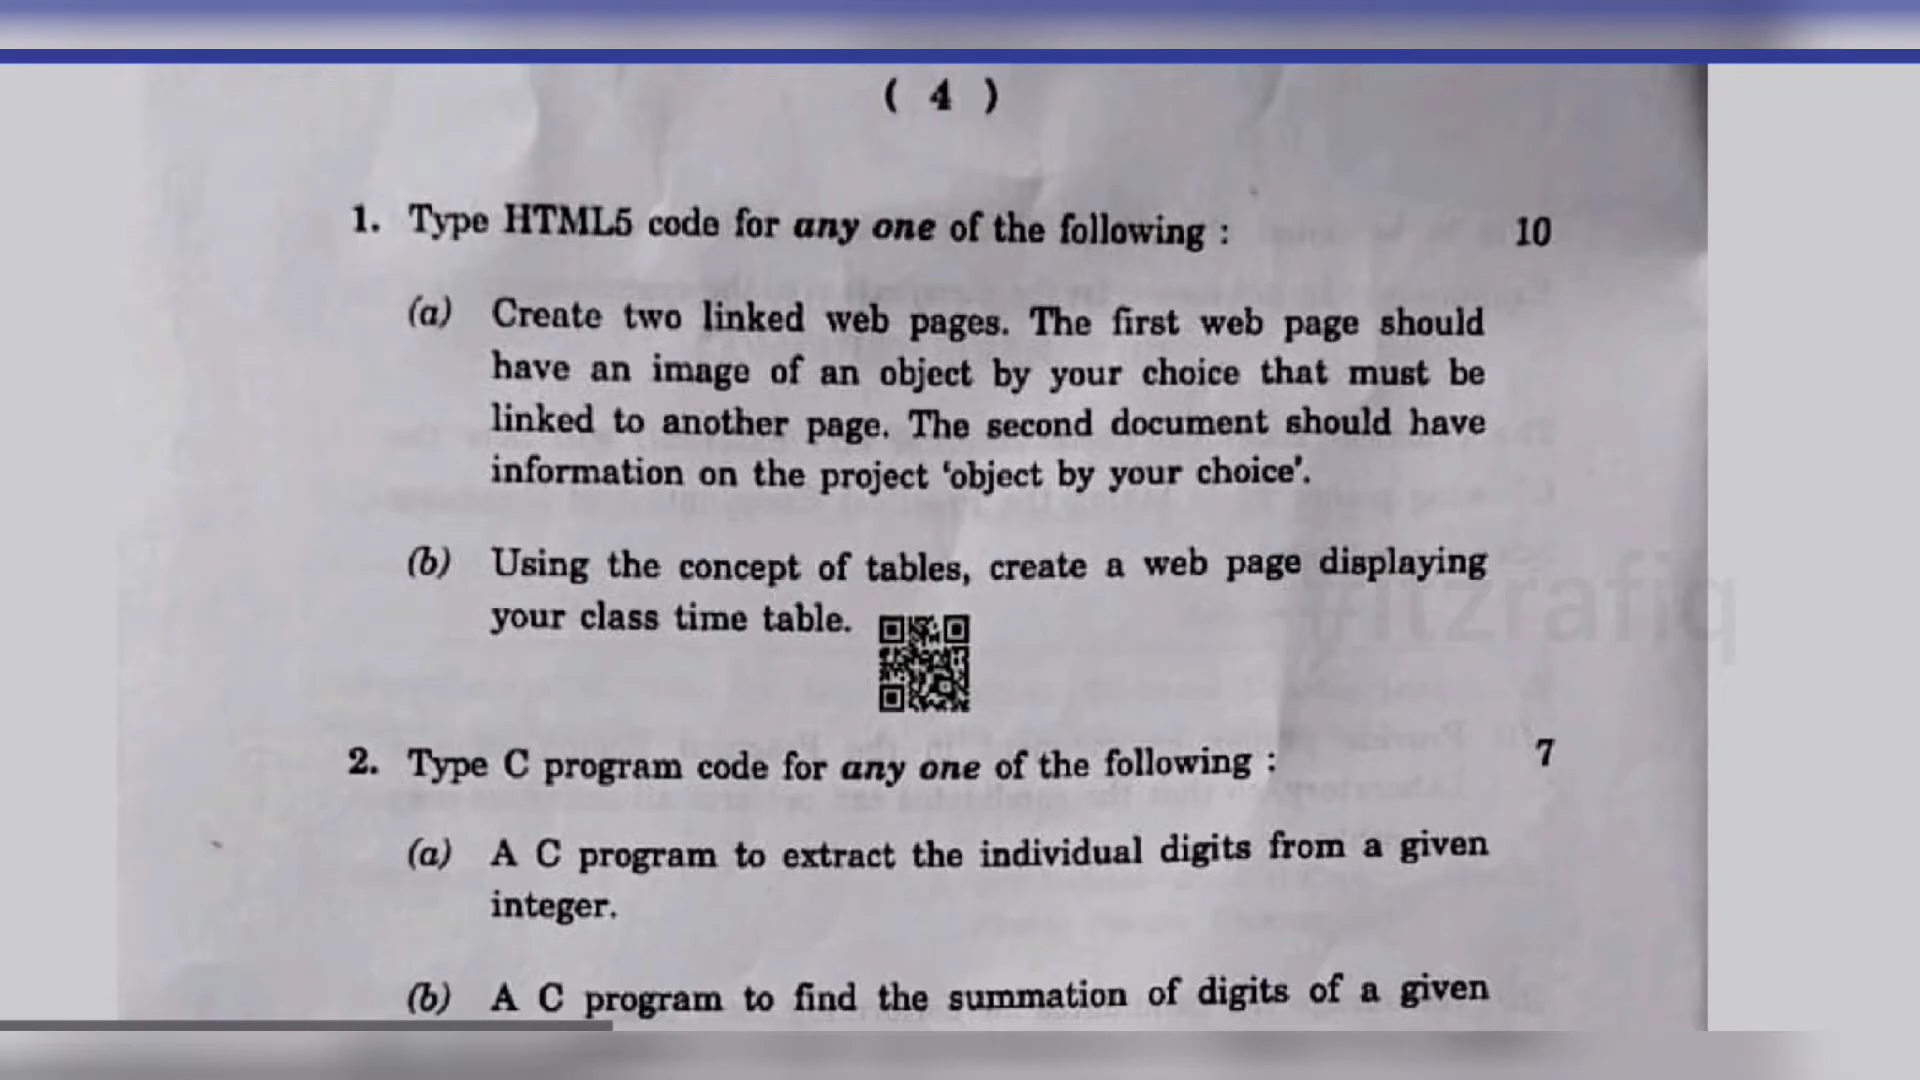 ( 4 )
1. Type HTML5 code for any one of the following : 10
(a) Create two linked web pages. The first web page should
have an image of an object by your choice that must be
linked to another page. The second document should have
information on the project ‘object by your choice’.
(b) Using the concept of tables, create a web page displaying
your class time table.
#itzrafiq
2. Type C program code for any one of the following : 7
(a) A C program to extract the individual digits from a given
integer.
(b) A C program to find the summation of digits of a given